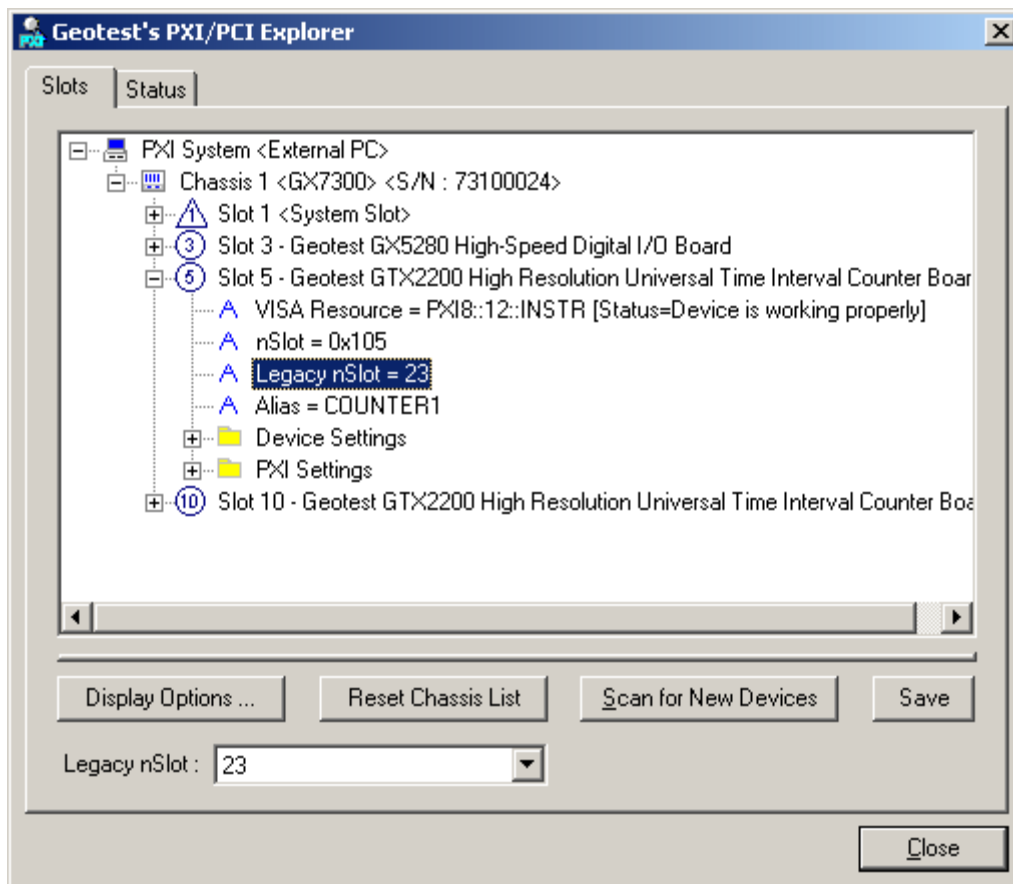 Geotest's PXI/PCI Explorer
Slots
Status
PXI System <External PC>
Chassis 1 <GX7300> <S/N : 73100024>
1 Slot 1 <System Slot>
3 Slot 3 - Geotest GX5280 High-Speed Digital I/O Board
5 Slot 5 - Geotest GTX2200 High Resolution Universal Time Interval Counter Boar
A VISA Resource = PXI8::12::INSTR [Status=Device is working properly]
A nSlot = 0x105
A Legacy nSlot = 23
A Alias = COUNTER1
Device Settings
PXI Settings
10 Slot 10 - Geotest GTX2200 High Resolution Universal Time Interval Counter Boa
Display Options ...
Reset Chassis List
Scan for New Devices
Save
Legacy nSlot : 23
Close